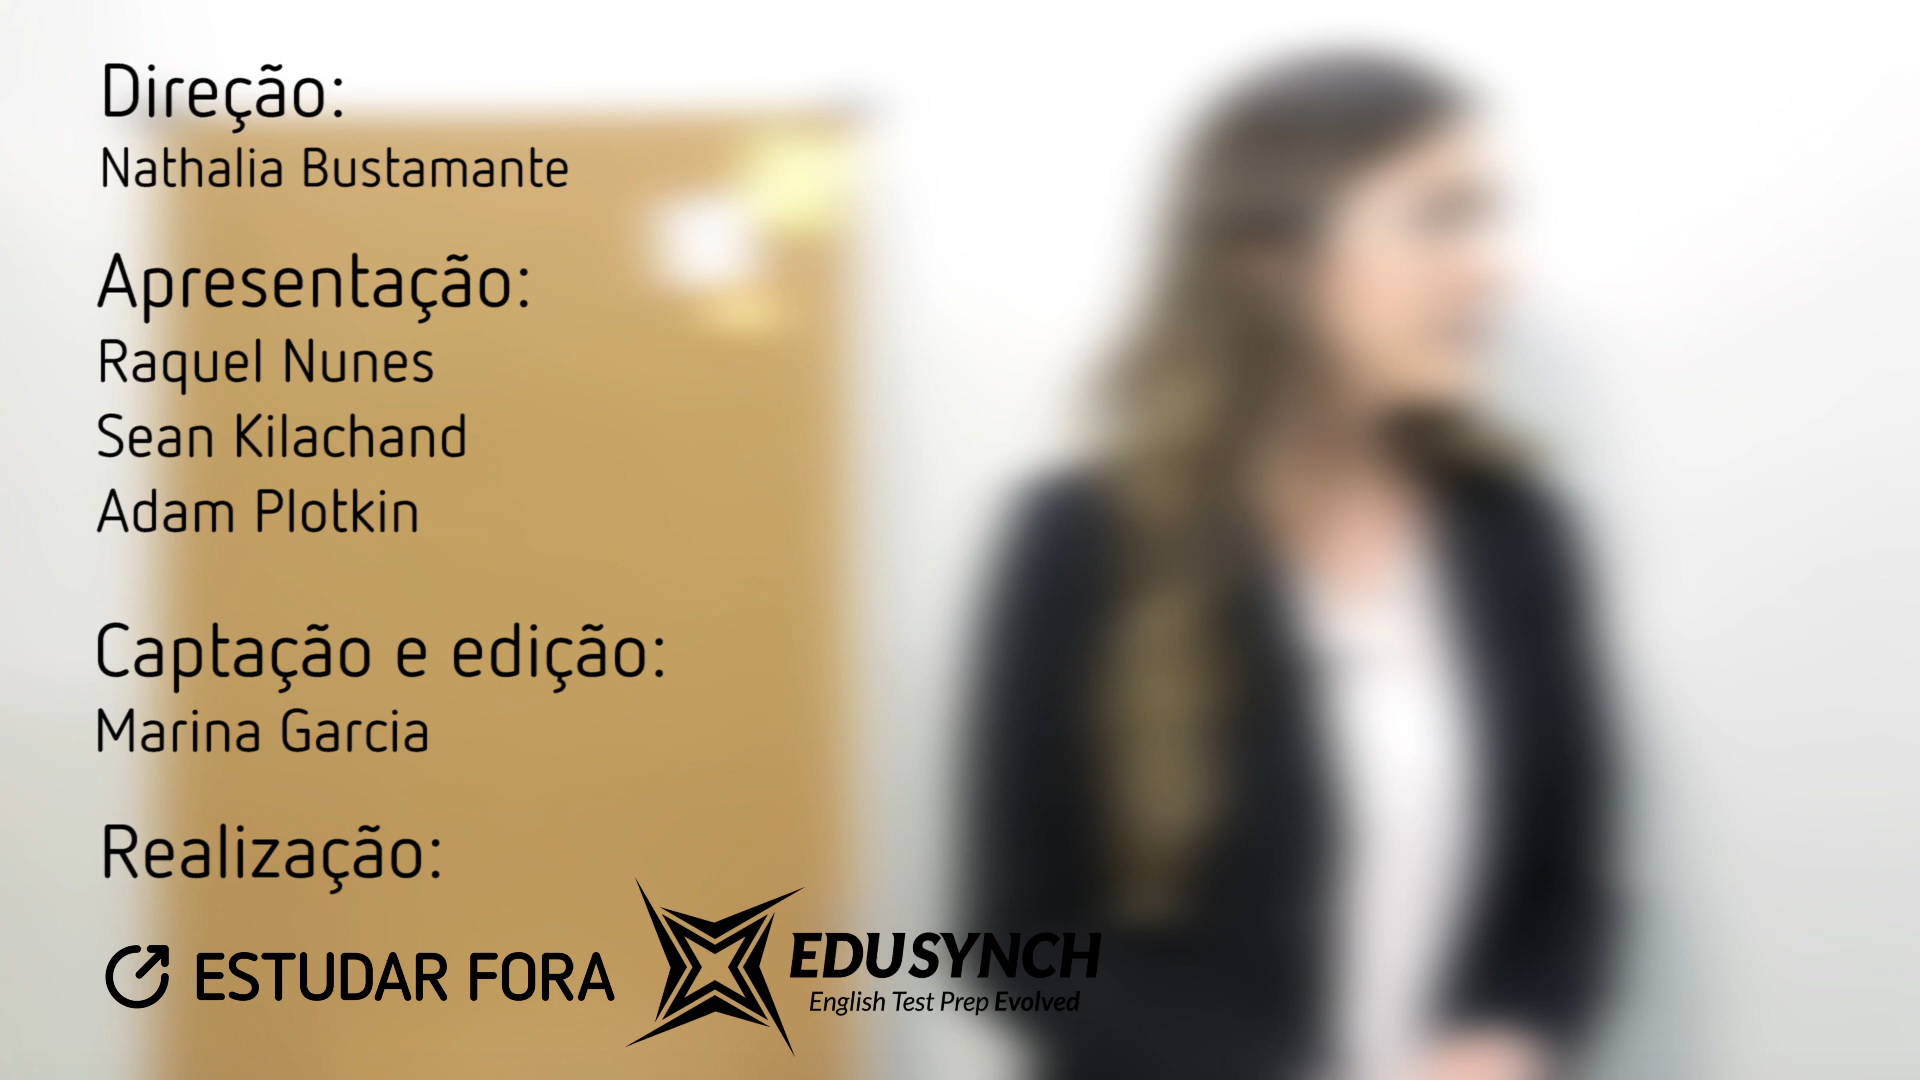 Direção:
Nathalia Bustamante
Apresentação:
Raquel Nunes
Sean Kilachand
Adam Plotkin
Captação e edição:
Marina Garcia
Realização:
ESTUDAR FORA
EDUSYNCH
English Test Prep Evolved